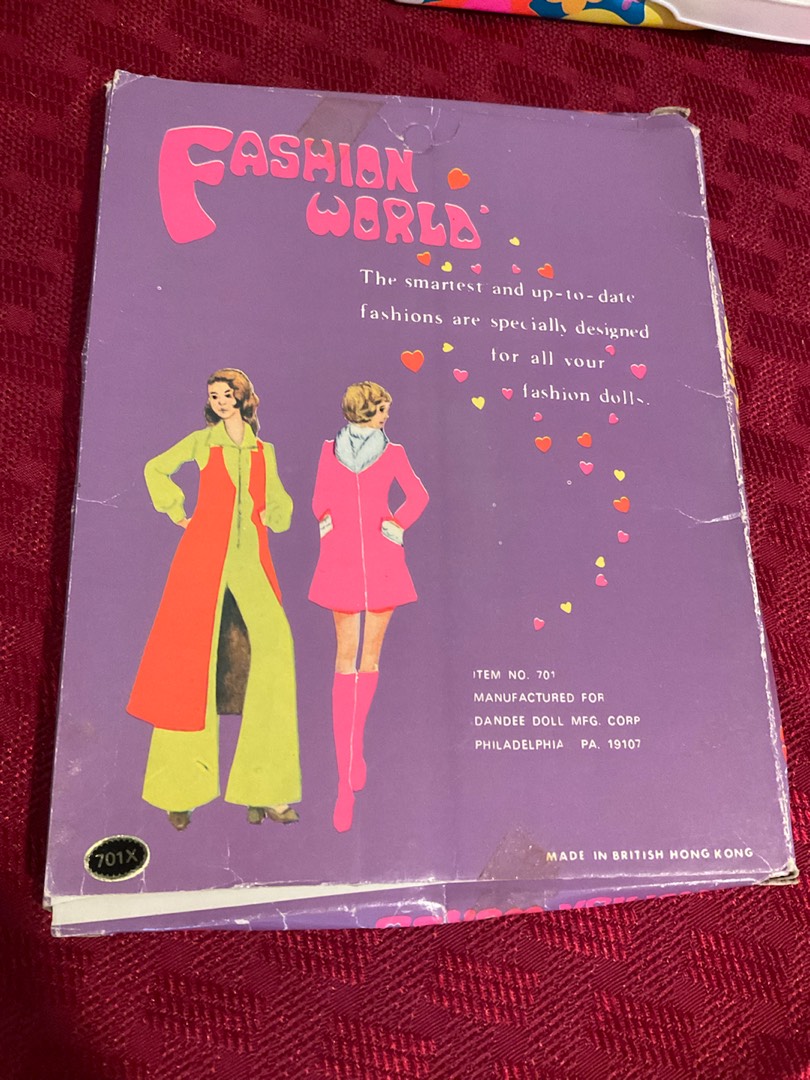 FASHION
WORLD
The smartest and up-to-date
fashions are specially designed
for all your
fashion dolls.
ITEM NO. 701
MANUFACTURED FOR
DANDEE DOLL MFG. CORP
PHILADELPHIA PA. 19107
701X
MADE IN BRITISH HONG KONG